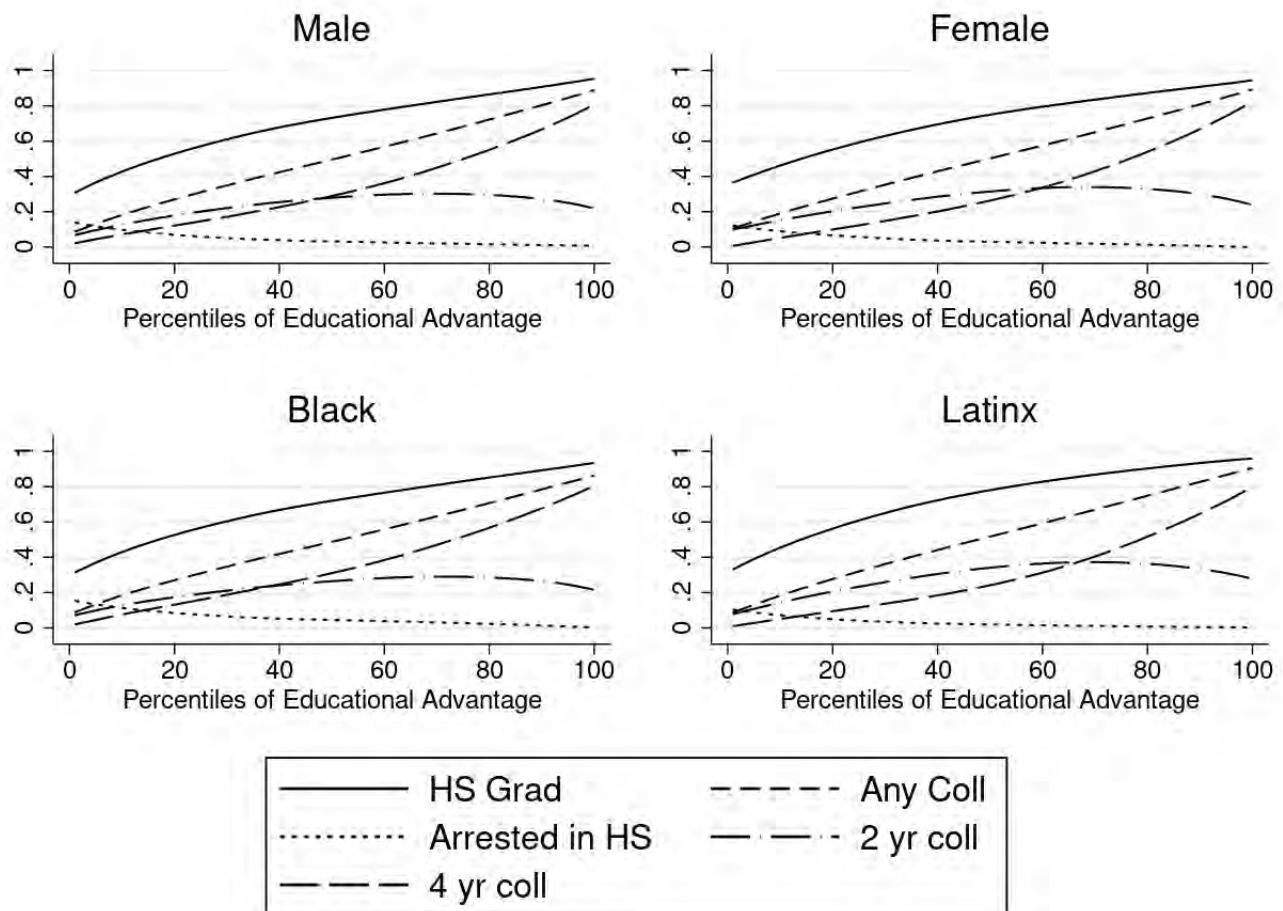 Male
Female
0 .2 .4 .6 .8 1
0 20 40 60 80 100
Percentiles of Educational Advantage
0 .2 .4 .6 .8 1
0 20 40 60 80 100
Percentiles of Educational Advantage
Black
Latinx
0 .2 .4 .6 .8 1
0 20 40 60 80 100
Percentiles of Educational Advantage
0 .2 .4 .6 .8 1
0 20 40 60 80 100
Percentiles of Educational Advantage
HS Grad
Any Coll
Arrested in HS
2 yr coll
4 yr coll